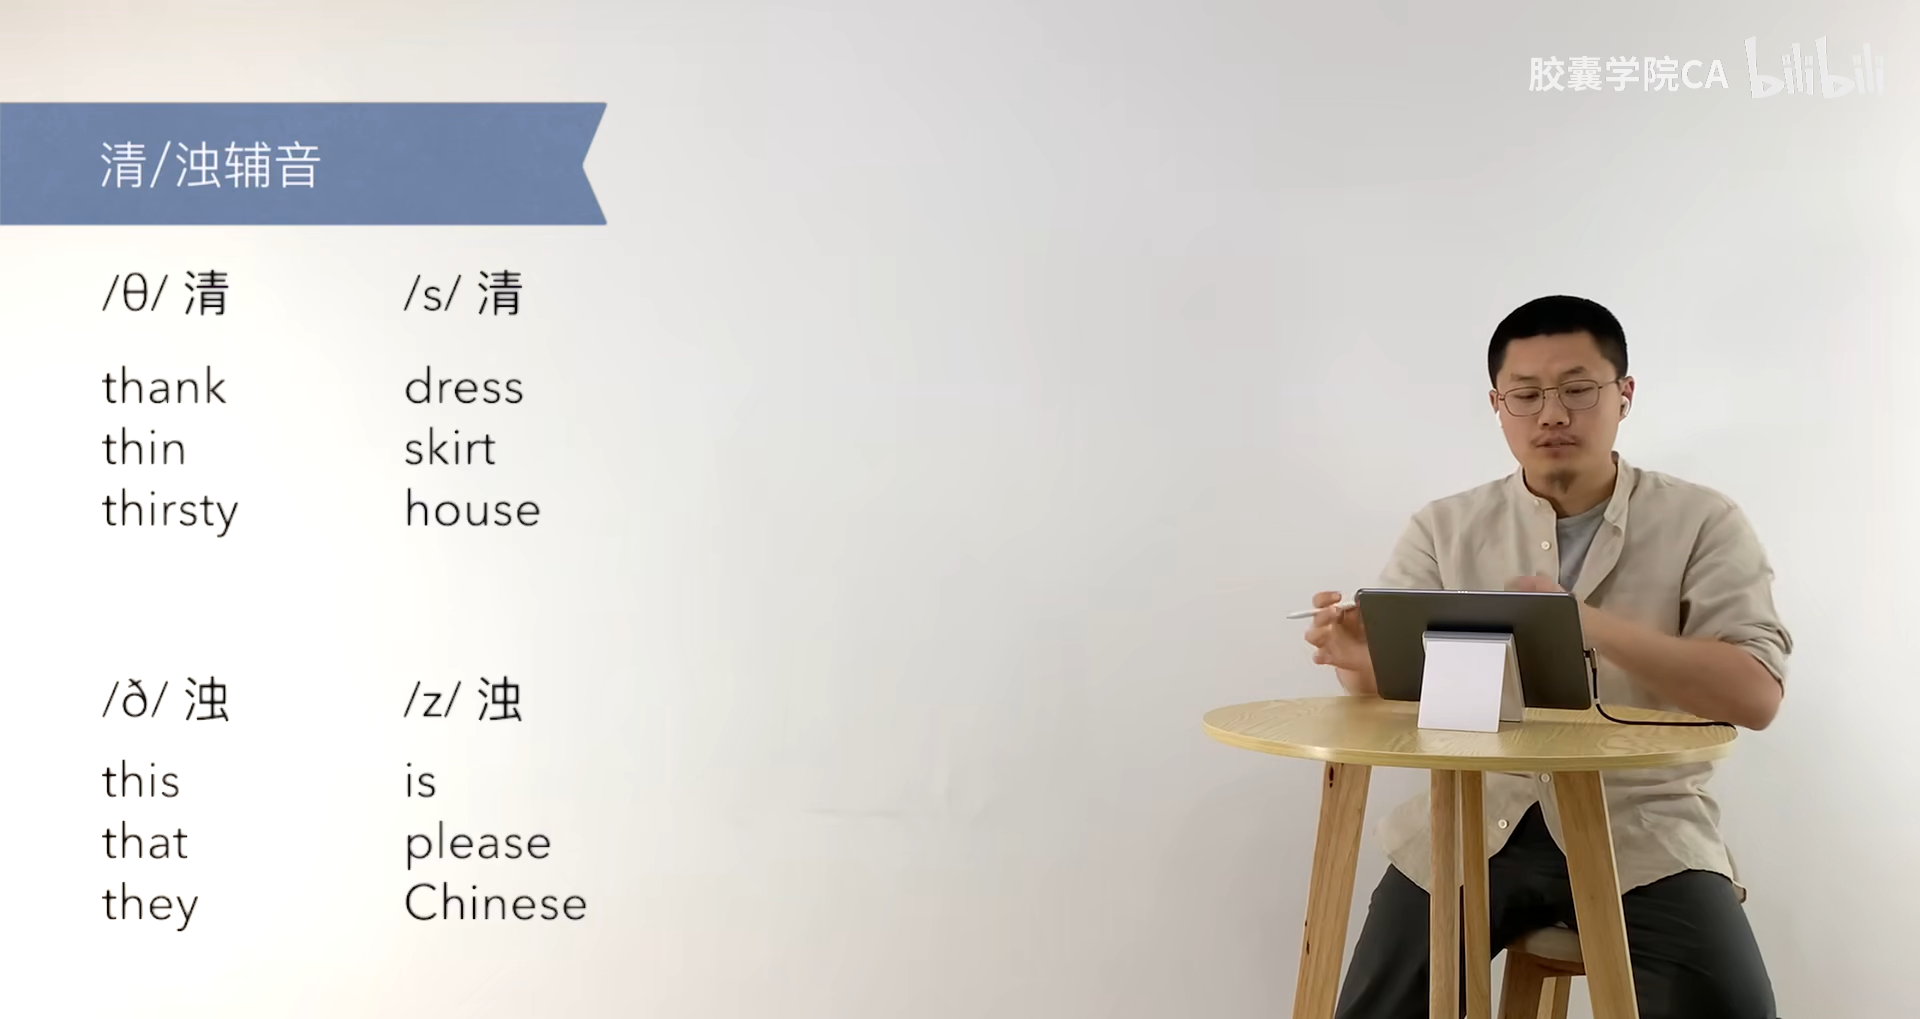 胶囊学院CA bilibili
清/浊辅音
/θ/ 清
thank
thin
thirsty
/s/ 清
dress
skirt
house
/ð/ 浊
this
that
they
/z/ 浊
is
please
Chinese